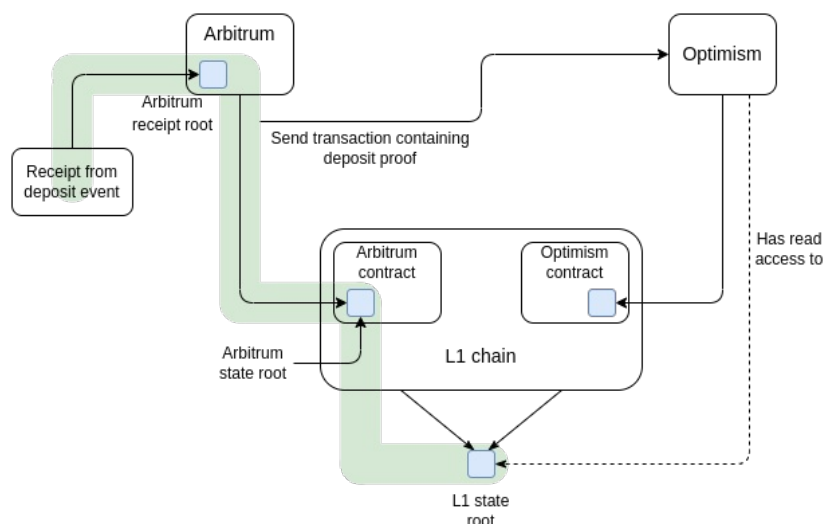 Arbitrum
Optimism
Arbitrum
receipt root
Send transaction containing
deposit proof
Receipt from
deposit event
Has read
access to
Arbitrum
contract
Optimism
contract
Arbitrum
state root
L1 chain
L1 state
root